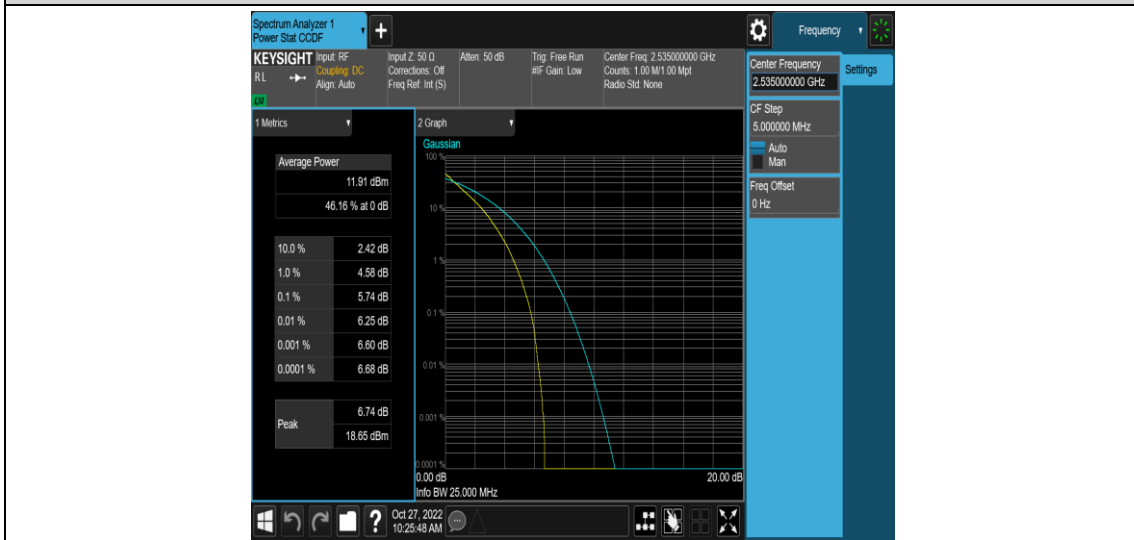 Spectrum Analyzer 1
Power Stat CCDF
+
Frequency
KEYSIGHT
RL
Input: RF
Coupling: DC
Align: Auto
Input Z: 50 Ω
Corrections: Off
Freq Ref: Int (S)
Atten: 50 dB
Trig: Free Run
#IF Gain: Low
Center Freq: 2.535000000 GHz
Counts: 1.00 M/1.00 Mpt
Radio Std: None
Center Frequency
2.535000000 GHz
Settings
CF Step
5.000000 MHz
Auto
Man
Freq Offset
0 Hz
1 Metrics
Average Power
11.91 dBm
46.16 % at 0 dB
10.0 % 2.42 dB
1.0 % 4.58 dB
0.1 % 5.74 dB
0.01 % 6.25 dB
0.001 % 6.60 dB
0.0001 % 6.68 dB
Peak
6.74 dB
18.65 dBm
2 Graph
Gaussian
100 %
10 %
1 %
0.1 %
0.01 %
0.001 %
0.0001 %
0.00 dB 20.00 dB
Info BW 25.000 MHz
?
Oct 27, 2022
10:25:48 AM